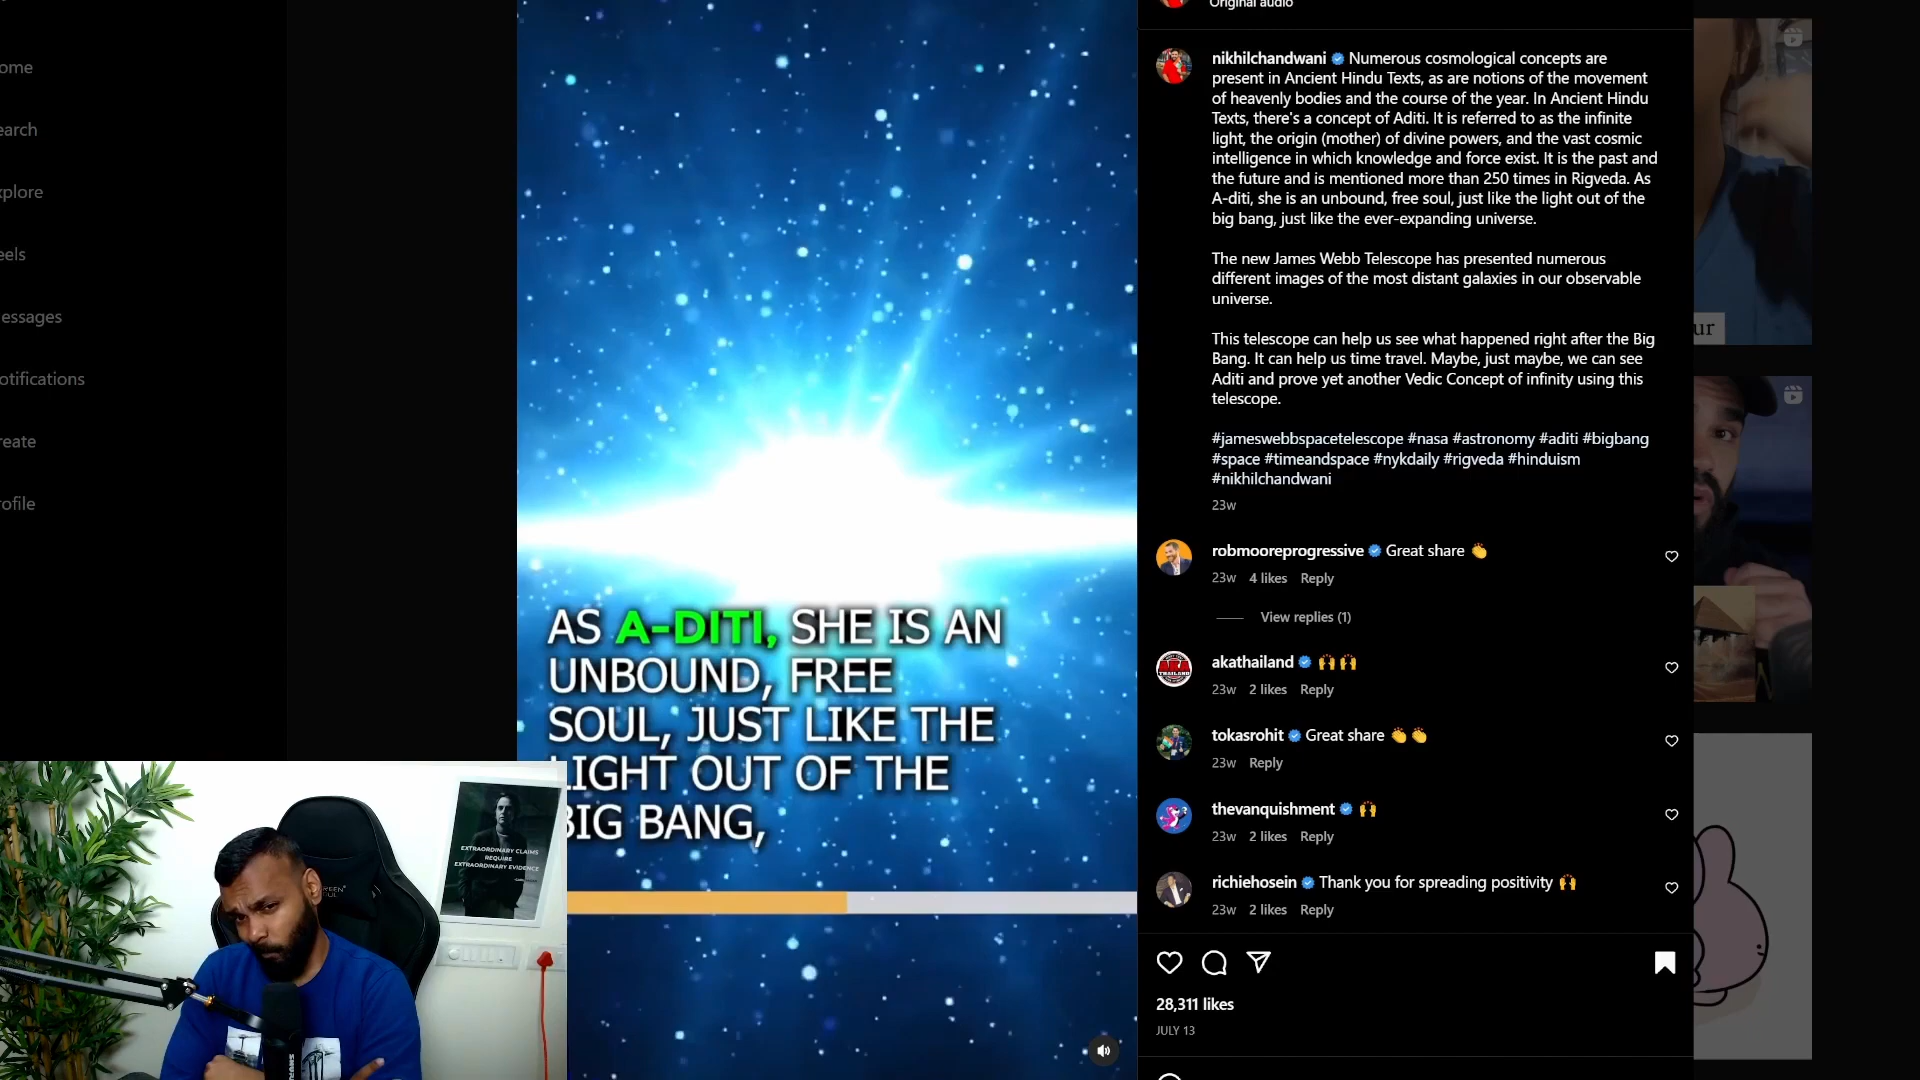 Original audio
ome
earch
xplore
eels
essages
otifications
reate
rofile
AS A-DITI, SHE IS AN
UNBOUND, FREE
SOUL, JUST LIKE THE
LIGHT OUT OF THE
BIG BANG,
EXTRAORDINARY CLAIMS
REQUIRE
EXTRAORDINARY EVIDENCE
nikhilchandwani Numerous cosmological concepts are
present in Ancient Hindu Texts, as are notions of the movement
of heavenly bodies and the course of the year. In Ancient Hindu
Texts, there's a concept of Aditi. It is referred to as the infinite
light, the origin (mother) of divine powers, and the vast cosmic
intelligence in which knowledge and force exist. It is the past and
the future and is mentioned more than 250 times in Rigveda. As
A-diti, she is an unbound, free soul, just like the light out of the
big bang, just like the ever-expanding universe.
The new James Webb Telescope has presented numerous
different images of the most distant galaxies in our observable
universe.
This telescope can help us see what happened right after the Big
Bang. It can help us time travel. Maybe, just maybe, we can see
Aditi and prove yet another Vedic Concept of infinity using this
telescope.
#jameswebbspacetelescope #nasa #astronomy #aditi #bigbang
#space #timeandspace #nykdaily #rigveda #hinduism
#nikhilchandwani
23w
robmooreprogressive Great share 👏
23w 4 likes Reply
View replies (1)
akathailand 🙌🙌
23w 2 likes Reply
tokasrohit Great share 👏👏
23w Reply
thevanquishment 🙌
23w 2 likes Reply
richiehosein Thank you for spreading positivity 🙌
23w 2 likes Reply
28,311 likes
JULY 13
ur
AKA
THAILAND